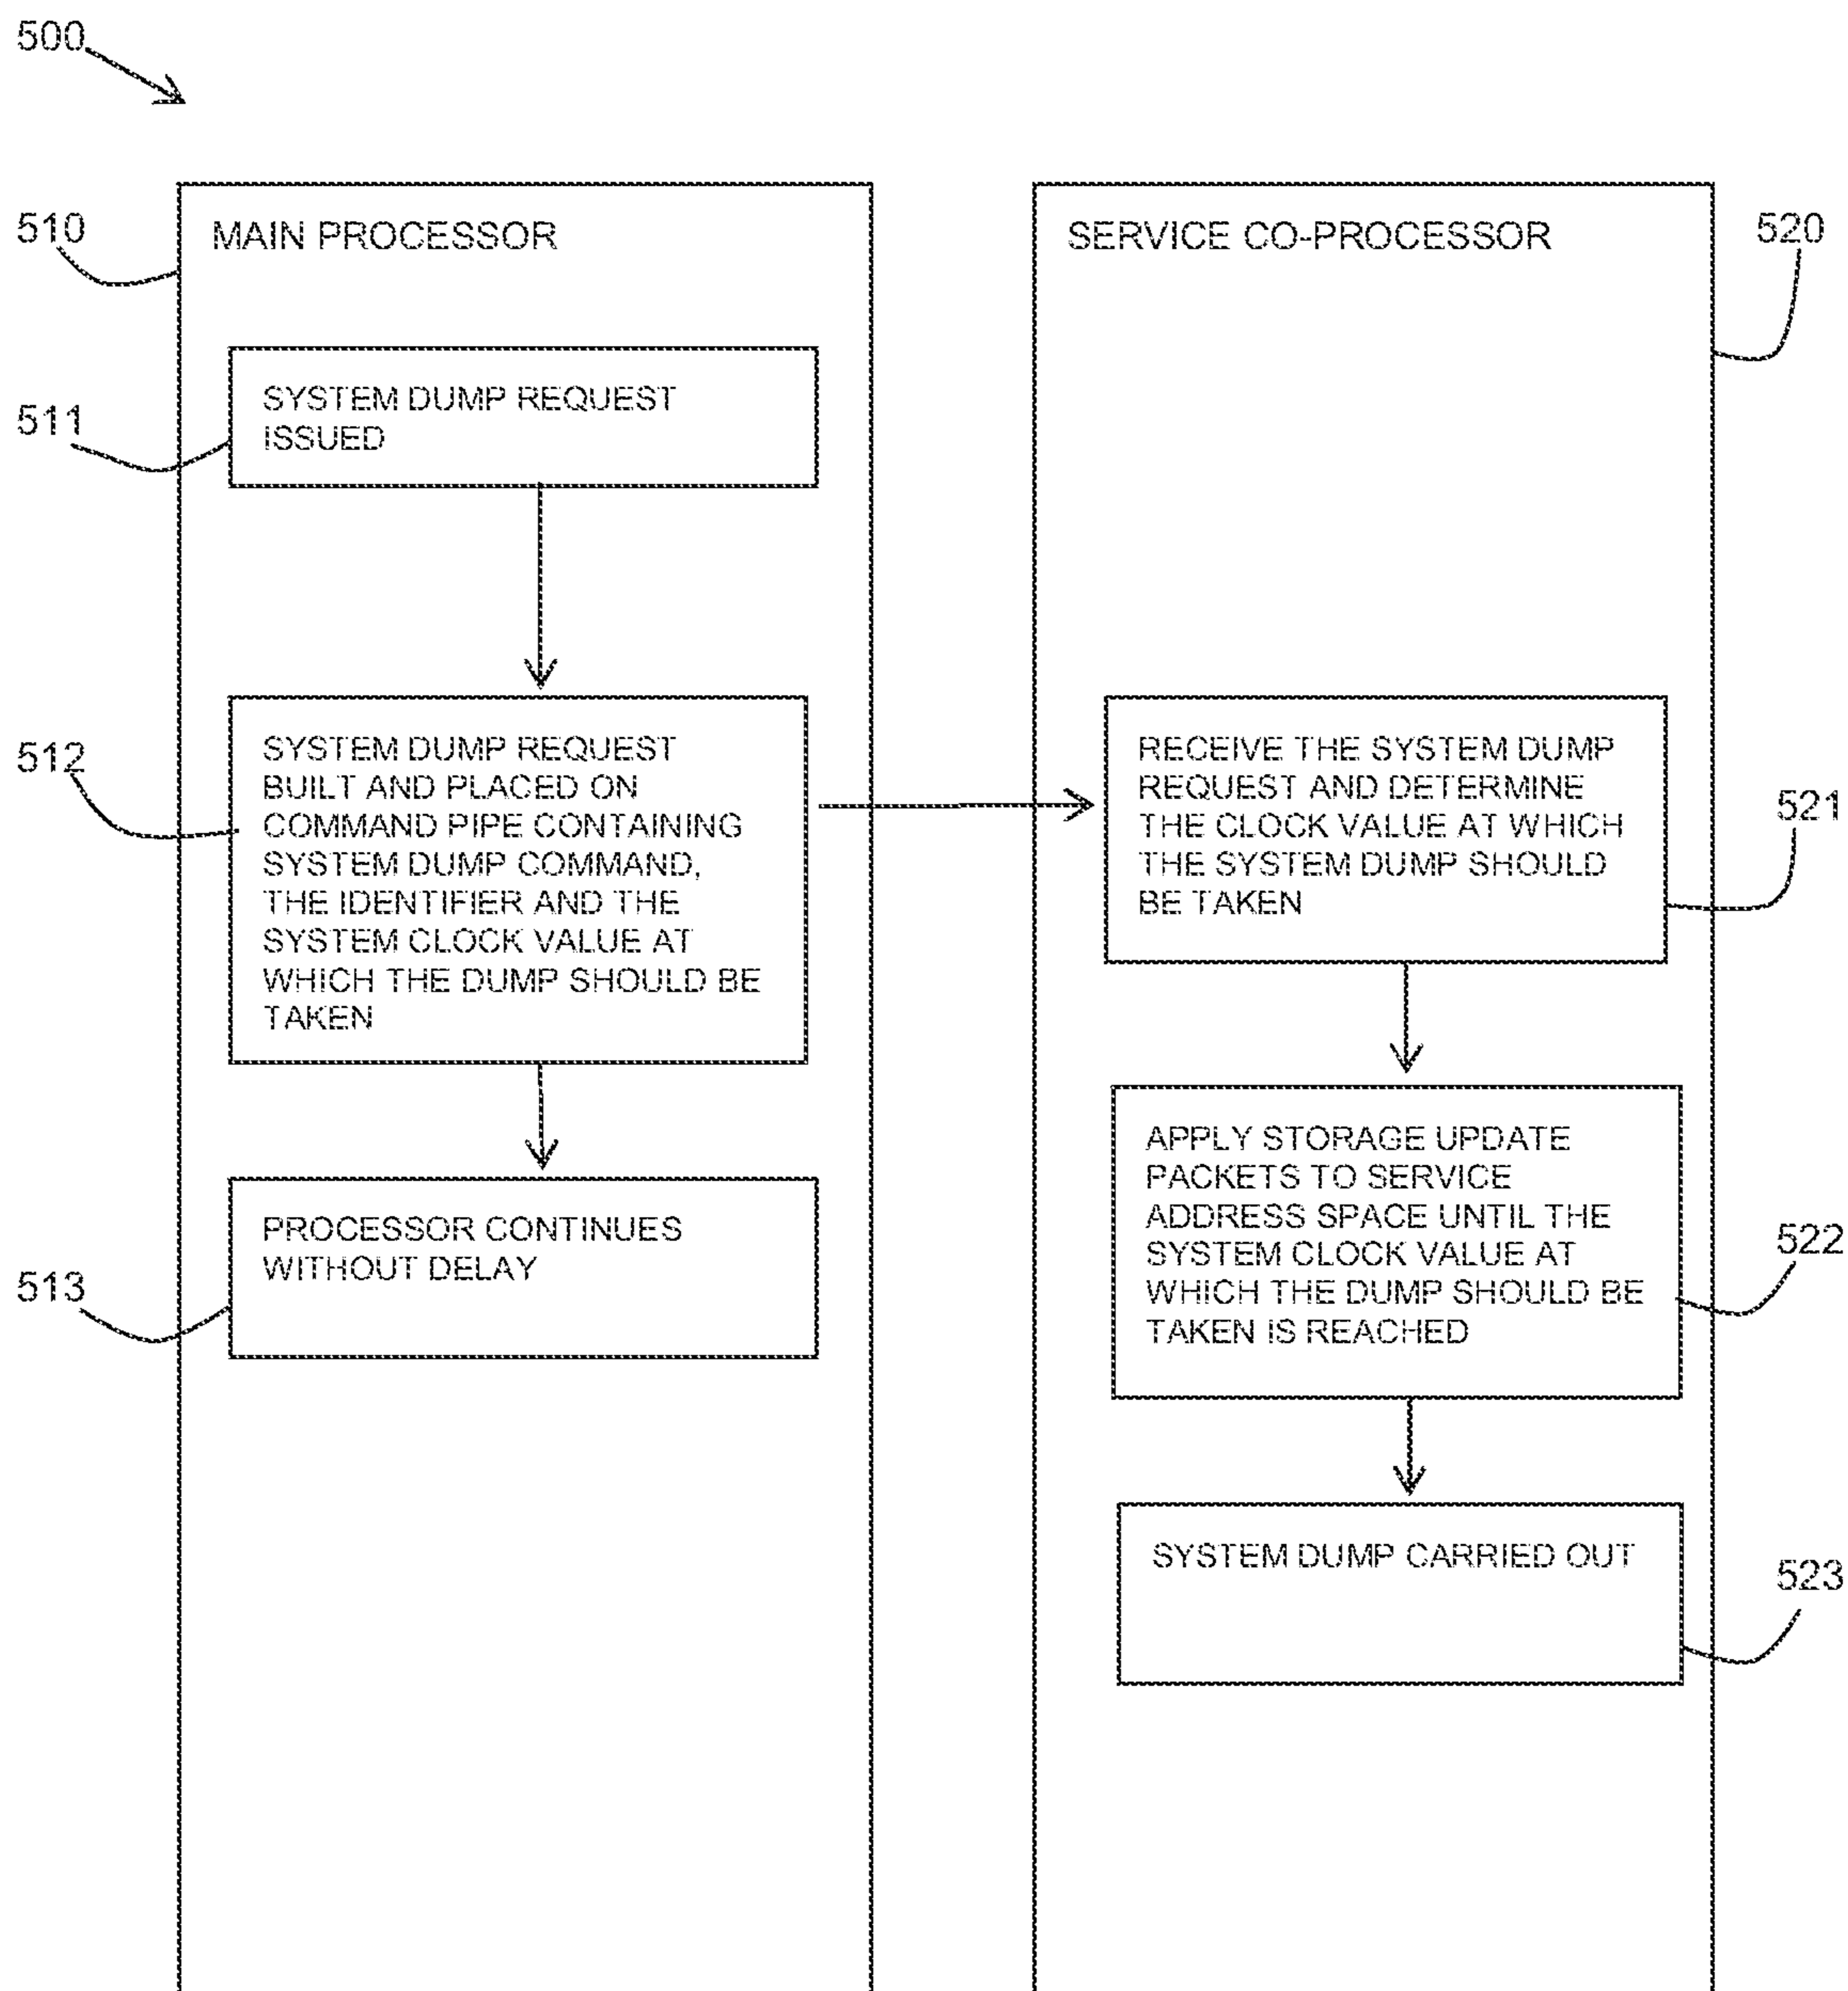 500
510
MAIN PROCESSOR
511
SYSTEM DUMP REQUEST
ISSUED
512
SYSTEM DUMP REQUEST
BUILT AND PLACED ON
COMMAND PIPE CONTAINING
SYSTEM DUMP COMMAND,
THE IDENTIFIER AND THE
SYSTEM CLOCK VALUE AT
WHICH THE DUMP SHOULD BE
TAKEN
513
PROCESSOR CONTINUES
WITHOUT DELAY
SERVICE CO-PROCESSOR
520
RECEIVE THE SYSTEM DUMP
REQUEST AND DETERMINE
THE CLOCK VALUE AT WHICH
THE SYSTEM DUMP SHOULD
BE TAKEN
521
APPLY STORAGE UPDATE
PACKETS TO SERVICE
ADDRESS SPACE UNTIL THE
SYSTEM CLOCK VALUE AT
WHICH THE DUMP SHOULD BE
TAKEN IS REACHED
522
SYSTEM DUMP CARRIED OUT
523